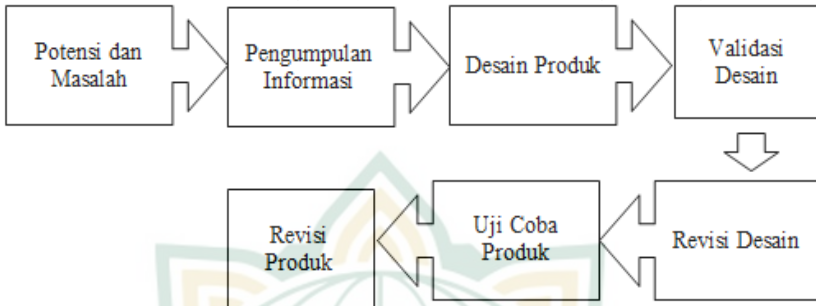 Potensi dan
Masalah
Pengumpulan
Informasi
Desain Produk
Validasi
Desain
Revisi Desain
Uji Coba
Produk
Revisi
Produk